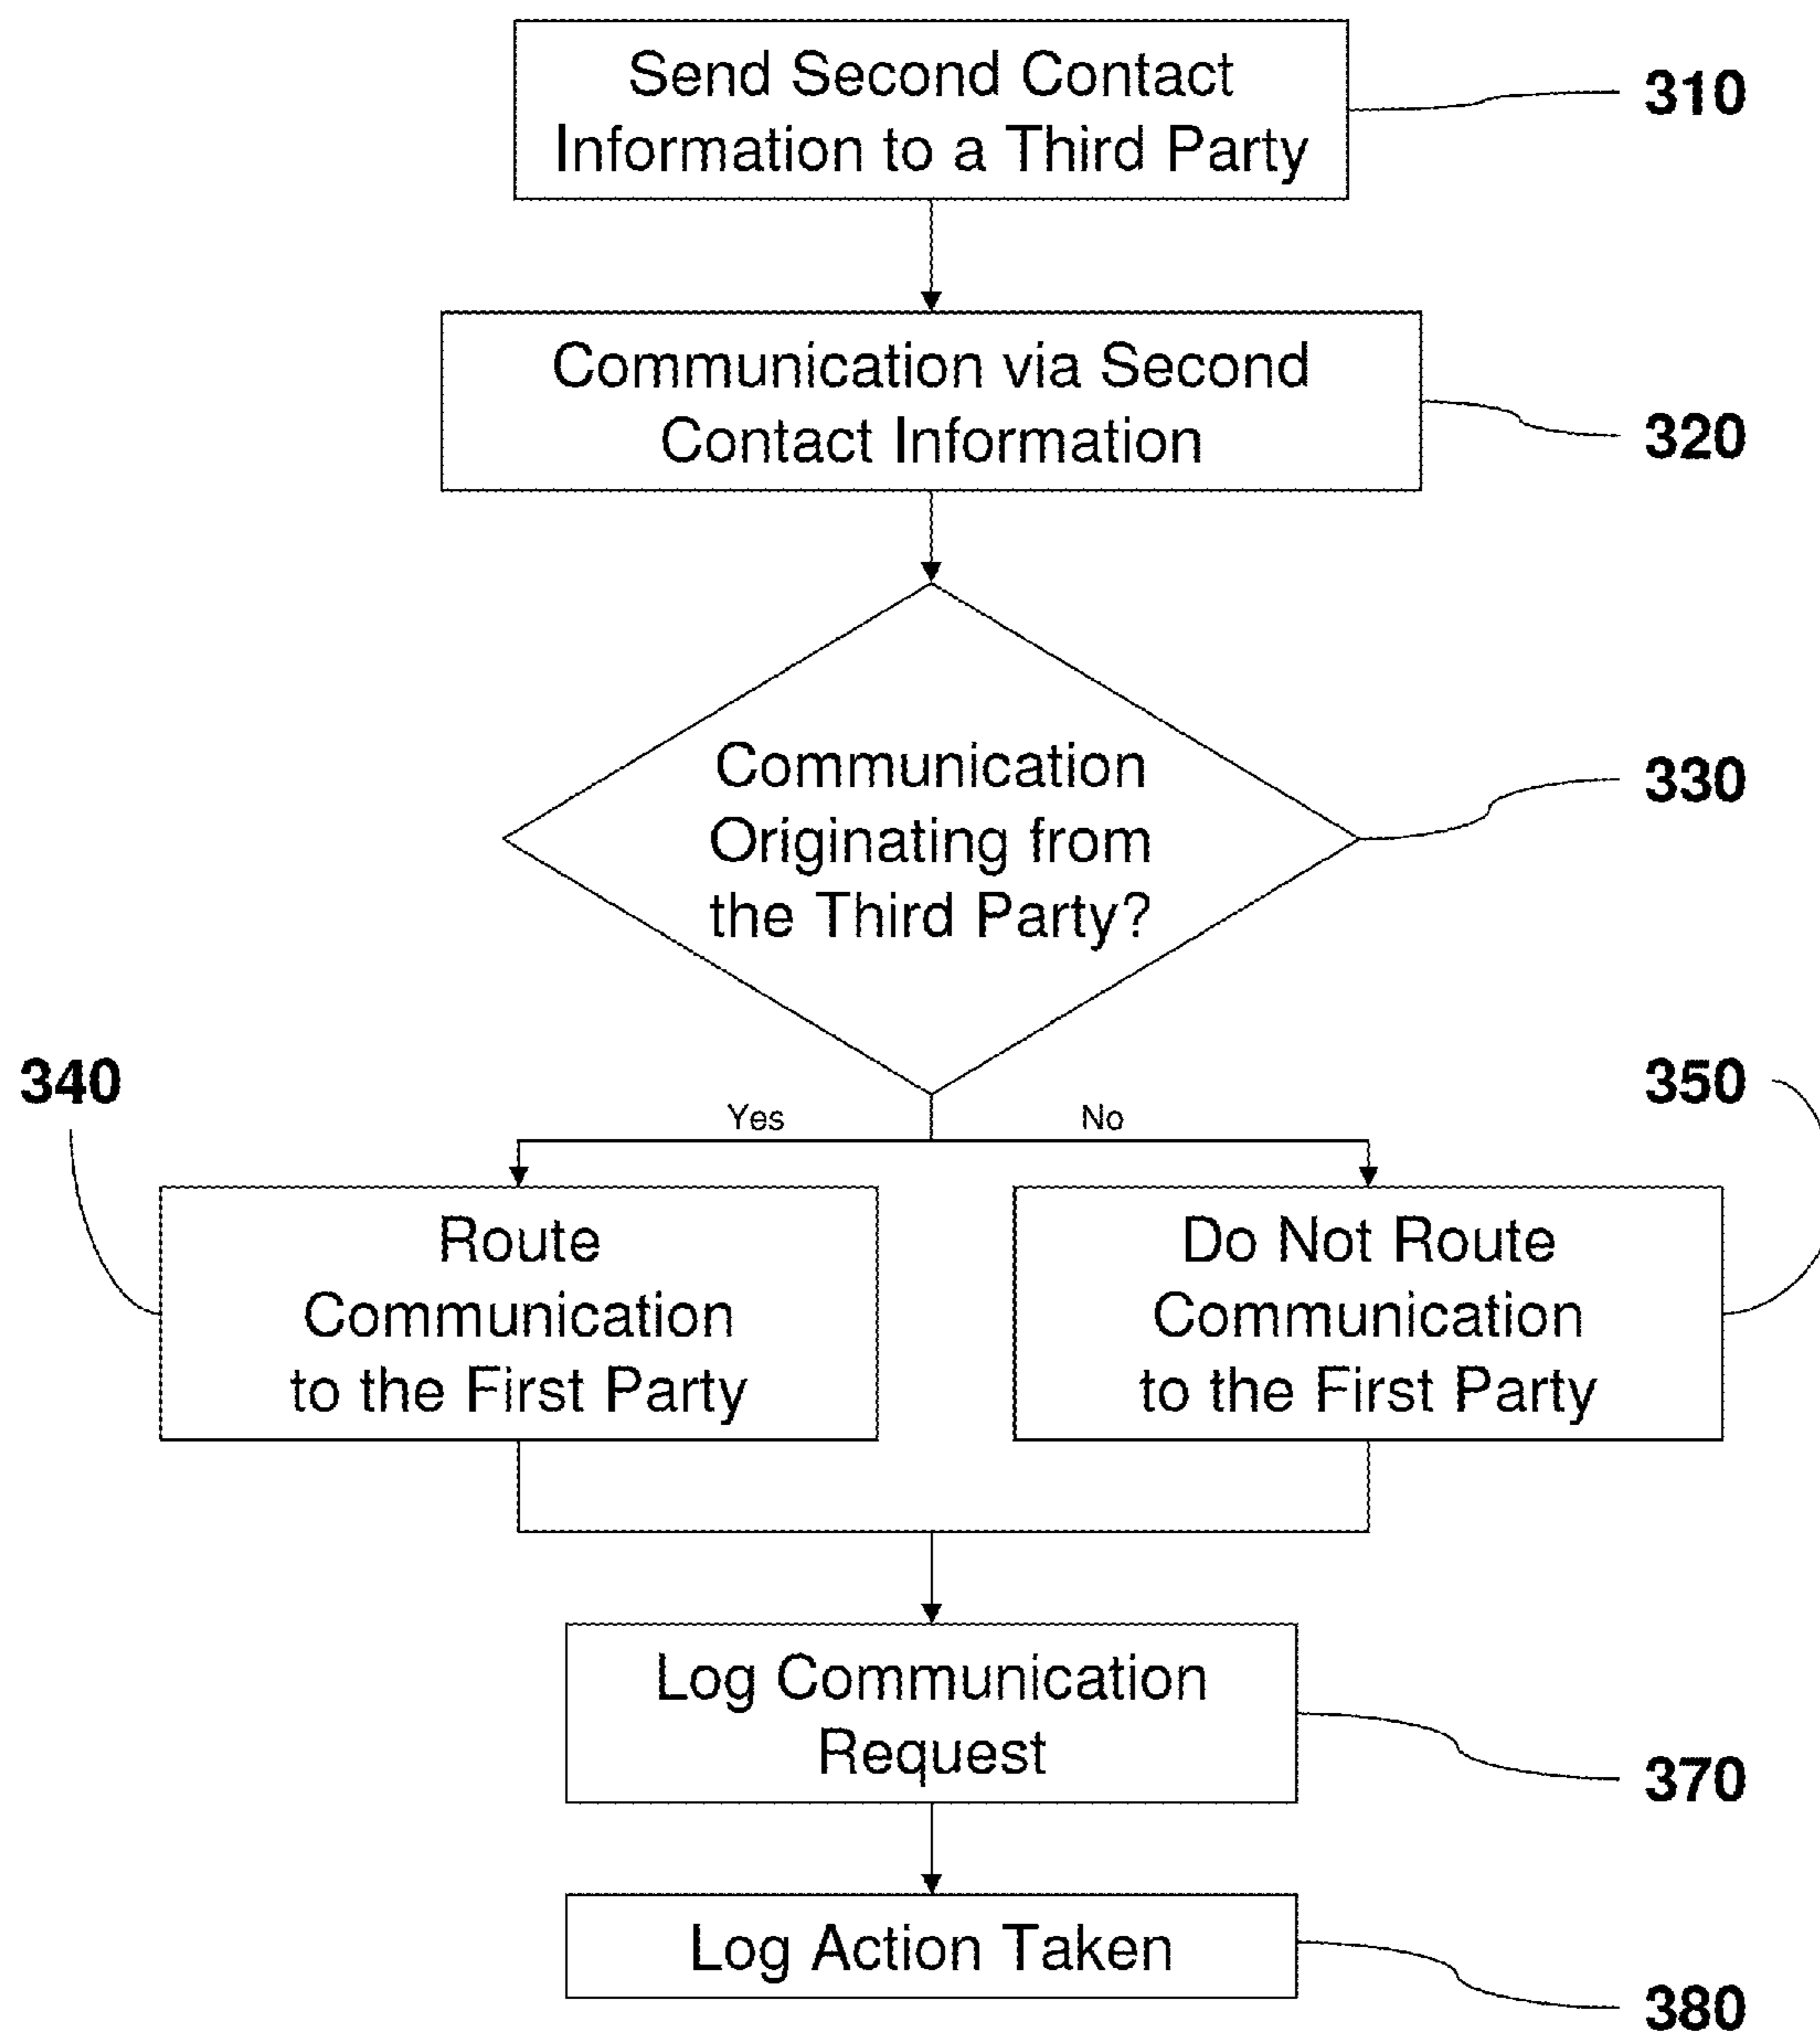 Send Second Contact
Information to a Third Party
310
Communication via Second
Contact Information
320
Communication
Originating from
the Third Party?
330
340
350
Yes
No
Route
Communication
to the First Party
Do Not Route
Communication
to the First Party
Log Communication
Request
370
Log Action Taken
380